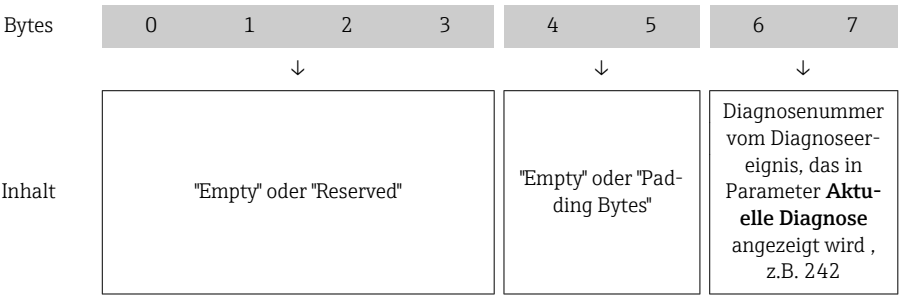 Bytes 0 1 2 3 4 5 6 7
↓ ↓ ↓
Inhalt
"Empty" oder "Reserved"
"Empty" oder "Pad-
ding Bytes"
Diagnosenummer
vom Diagnoseer-
eignis, das in
Parameter Aktu-
elle Diagnose
angezeigt wird ,
z.B. 242